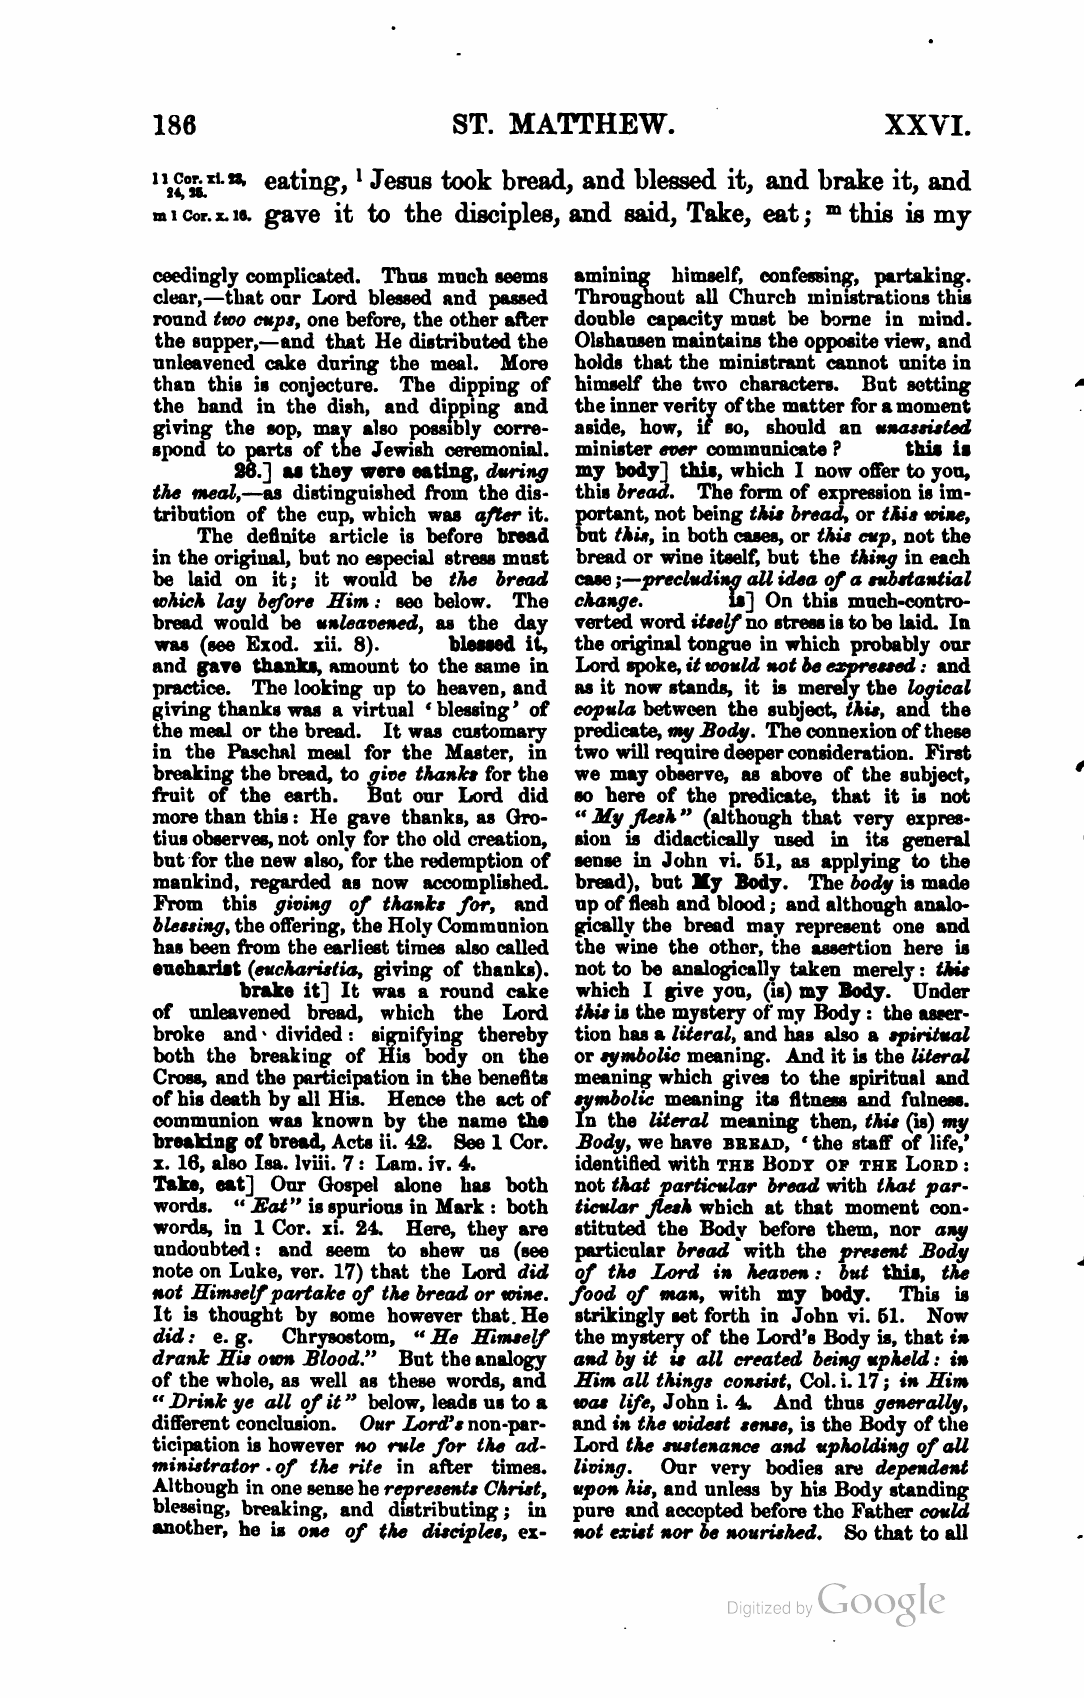 186 ST. MATTHEW. XXVI.
l 1 Cor. xi. 23, 24, 25. eating, l Jesus took bread, and blessed it, and brake it, and
m 1 Cor. x. 16. gave it to the disciples, and said, Take, eat; m this is my
ceedingly complicated. Thus much seems
clear,—that our Lord blessed and passed
round two cups, one before, the other after
the supper,—and that He distributed the
unleavened cake during the meal. More
than this is conjecture. The dipping of
the hand in the dish, and dipping and
giving the sop, may also possibly corre-
spond to parts of the Jewish ceremonial.
26.] as they were eating, during
the meal,—as distinguished from the dis-
tribution of the cup, which was after it.
The definite article is before bread
in the original, but no especial stress must
be laid on it; it would be the bread
which lay before Him: see below. The
bread would be unleavened, as the day
was (see Exod. xii. 8). blessed it,
and gave thanks, amount to the same in
practice. The looking up to heaven, and
giving thanks was a virtual ‘blessing’ of
the meal or the bread. It was customary
in the Paschal meal for the Master, in
breaking the bread, to give thanks for the
fruit of the earth. But our Lord did
more than this: He gave thanks, as Gro-
tius observes, not only for the old creation,
but for the new also, for the redemption of
mankind, regarded as now accomplished.
From this giving of thanks for, and
blessing, the offering, the Holy Communion
has been from the earliest times also called
eucharist (eucharistia, giving of thanks).
brake it] It was a round cake
of unleavened bread, which the Lord
broke and divided: signifying thereby
both the breaking of His body on the
Cross, and the participation in the benefits
of his death by all His. Hence the act of
communion was known by the name the
breaking of bread, Acts ii. 42. See 1 Cor.
x. 16, also Isa. lviii. 7: Lam. iv. 4.
Take, eat] Our Gospel alone has both
words. “Eat” is spurious in Mark: both
words, in 1 Cor. xi. 24. Here, they are
undoubted: and seem to shew us (see
note on Luke, ver. 17) that the Lord did
not Himself partake of the bread or wine.
It is thought by some however that He
did: e. g. Chrysostom, “He Himself
drank His own Blood.” But the analogy
of the whole, as well as these words, and
“Drink ye all of it” below, leads us to a
different conclusion. Our Lord's non-par-
ticipation is however no rule for the ad-
ministrator of the rite in after times.
Although in one sense he represents Christ,
blessing, breaking, and distributing; in
another, he is one of the disciples, ex-
amining himself, confessing, partaking.
Throughout all Church ministrations this
double capacity must be borne in mind.
Olshausen maintains the opposite view, and
holds that the ministrant cannot unite in
himself the two characters. But setting
the inner verity of the matter for a moment
aside, how, if so, should an unassisted
minister ever communicate? this is
my body] this, which I now offer to you,
this bread. The form of expression is im-
portant, not being this bread, or this wine,
but this, in both cases, or this cup, not the
bread or wine itself, but the thing in each
case;—precluding all idea of a substantial
change. is] On this much-contro-
verted word itself no stress is to be laid. In
the original tongue in which probably our
Lord spoke, it would not be expressed: and
as it now stands, it is merely the logical
copula between the subject, this, and the
predicate, my Body. The connexion of these
two will require deeper consideration. First
we may observe, as above of the subject,
so here of the predicate, that it is not
“My flesh” (although that very expres-
sion is didactically used in its general
sense in John vi. 51, as applying to the
bread), but My Body. The body is made
up of flesh and blood; and although analo-
gically the bread may represent one and
the wine the other, the assertion here is
not to be analogically taken merely: this
which I give you, (is) my Body. Under
this is the mystery of my Body: the asser-
tion has a literal, and has also a spiritual
or symbolic meaning. And it is the literal
meaning which gives to the spiritual and
symbolic meaning its fitness and fulness.
In the literal meaning then, this (is) my
Body, we have BREAD, ‘the staff of life,’
identified with THE BODY OF THE LORD:
not that particular bread with that par-
ticular flesh which at that moment con-
stituted the Body before them, nor any
particular bread with the present Body
of the Lord in heaven: but this, the
food of man, with my body. This is
strikingly set forth in John vi. 51. Now
the mystery of the Lord's Body is, that in
and by it is all created being upheld: in
Him all things consist, Col. i. 17; in Him
was life, John i. 4. And thus generally,
and in the widest sense, is the Body of the
Lord the sustenance and upholding of all
living. Our very bodies are dependent
upon his, and unless by his Body standing
pure and accepted before the Father could
not exist nor be nourished. So that to all
Digitized by Google